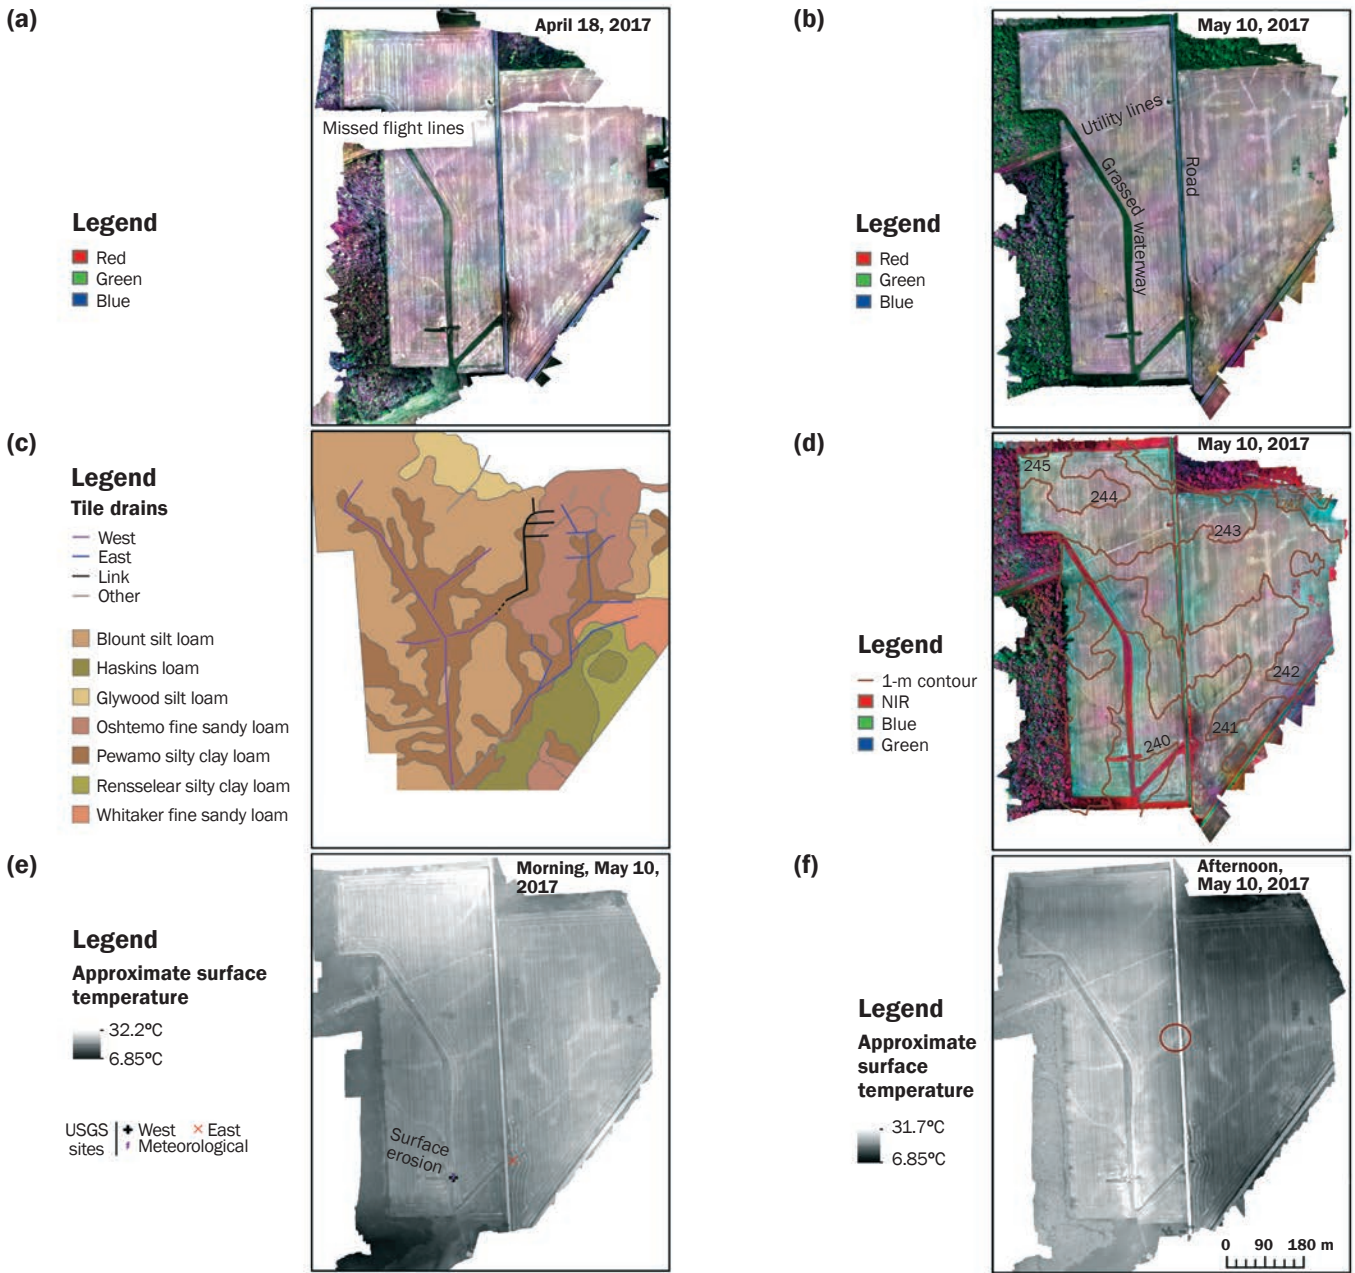 (a)
April 18, 2017
Missed flight lines
Legend
Red
Green
Blue
(b)
May 10, 2017
Utility lines
Road
Grassed waterway
Legend
Red
Green
Blue
(c)
Legend
Tile drains
West
East
Link
Other
Blount silt loam
Haskins loam
Glywood silt loam
Oshtemo fine sandy loam
Pewamo silty clay loam
Rensselear silty clay loam
Whitaker fine sandy loam
(d)
May 10, 2017
245
244
243
242
241
240
Legend
1-m contour
NIR
Blue
Green
(e)
Morning, May 10,
2017
Legend
Approximate surface
temperature
32.2ºC
6.85ºC
USGS
sites
West
East
Meteorological
Surface
erosion
(f)
Afternoon,
May 10, 2017
Legend
Approximate
surface
temperature
31.7ºC
6.85ºC
0 90 180 m